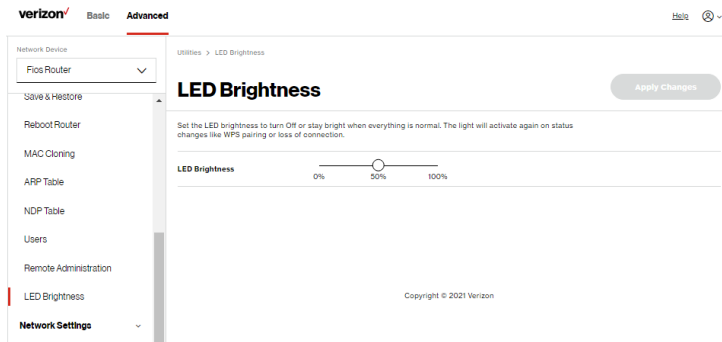 verizon✓ Basic Advanced Help
Network Device
Fios Router
Save & Restore
Reboot Router
MAC Cloning
ARP Table
NDP Table
Users
Remote Administration
LED Brightness
Network Settings
Utilities > LED Brightness
LED Brightness
Apply Changes
Set the LED brightness to turn Off or stay bright when everything is normal. The light will activate again on status
changes like WPS pairing or loss of connection.
LED Brightness
0% 50% 100%
Copyright © 2021 Verizon